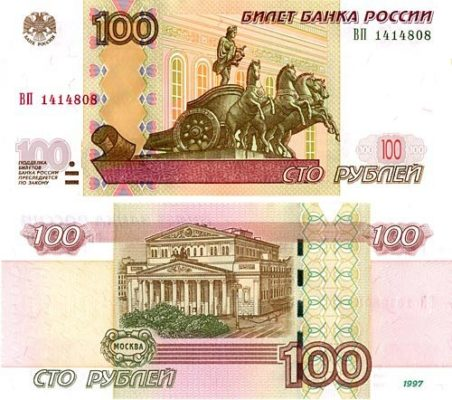 100
БИЛЕТ БАНКА РОССИИ
ВП 1414808
ВП 1414808
100
ПОДДЕЛКА
БИЛЕТОВ
БАНКА РОССИИ
ПРЕСЛЕДУЕТСЯ
ПО ЗАКОНУ
100
СТО РУБЛЕЙ
100
100
МОСКВА
100
СТО РУБЛЕЙ
1997